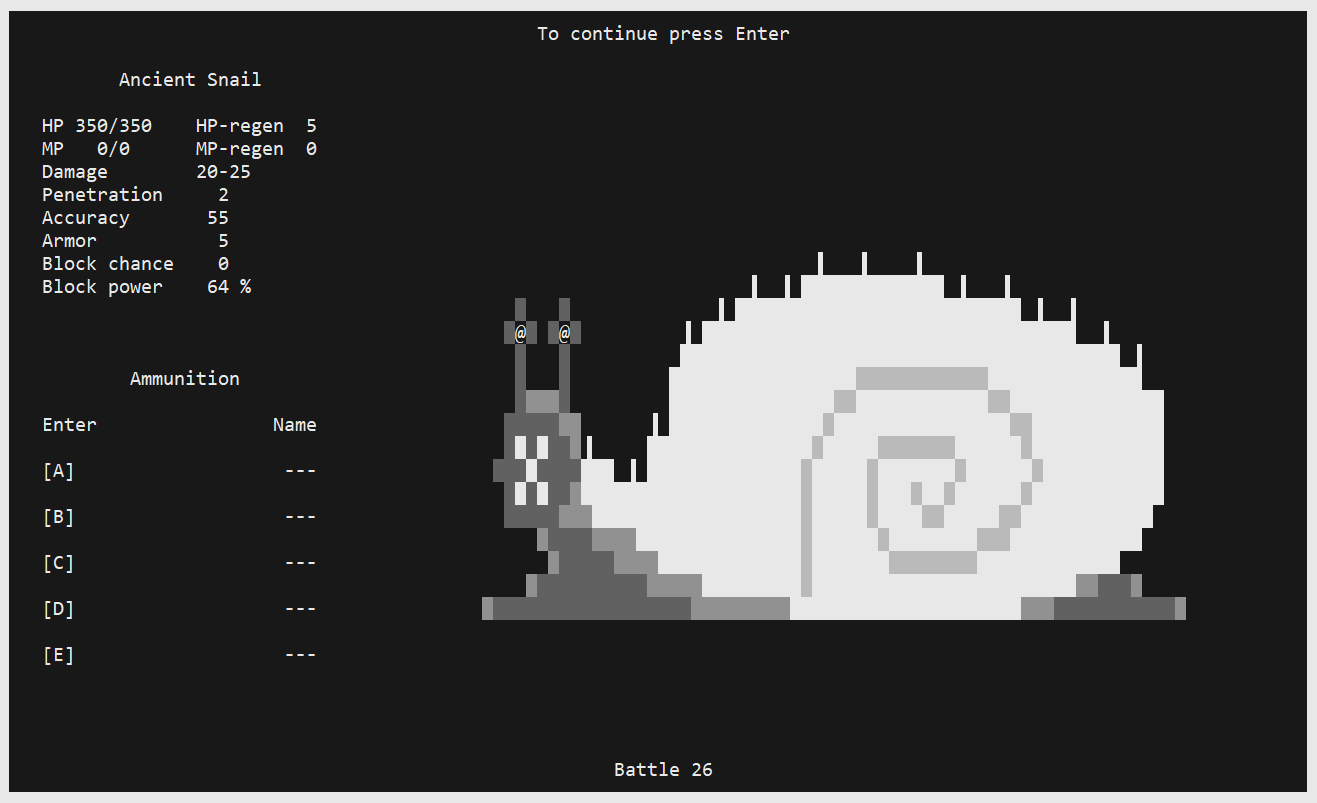 To continue press Enter
Ancient Snail
HP 350/350 HP-regen 5
MP 0/0 MP-regen 0
Damage 20-25
Penetration 2
Accuracy 55
Armor 5
Block chance 0
Block power 64 %
@ @
Ammunition
Enter Name
[A] ---
[B] ---
[C] ---
[D] ---
[E] ---
Battle 26